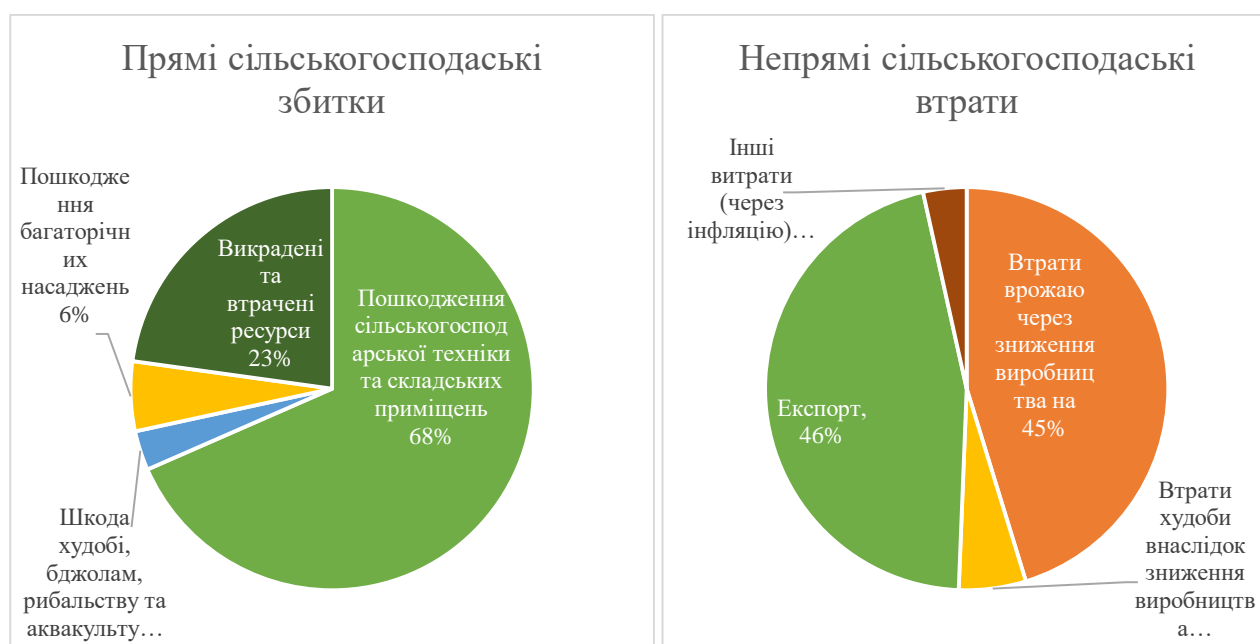 Прямі сільськогосподаські
збитки
Пошкодже
ння
багаторічн
их
насаджень
6%
Викрадені
та
втрачені
ресурси
23%
Пошкодження
сільськогоспод
арської техніки
та складських
приміщень
68%
Шкода
худобі,
бджолам,
рибальству та
аквакульту…
Непрямі сільськогосподаські
втрати
Інші
витрати
(через
інфляцію)…
Втрати
врожаю
через
зниження
виробниц
тва на
45%
Експорт,
46%
Втрати
худоби
внаслідок
зниження
виробництв
а…